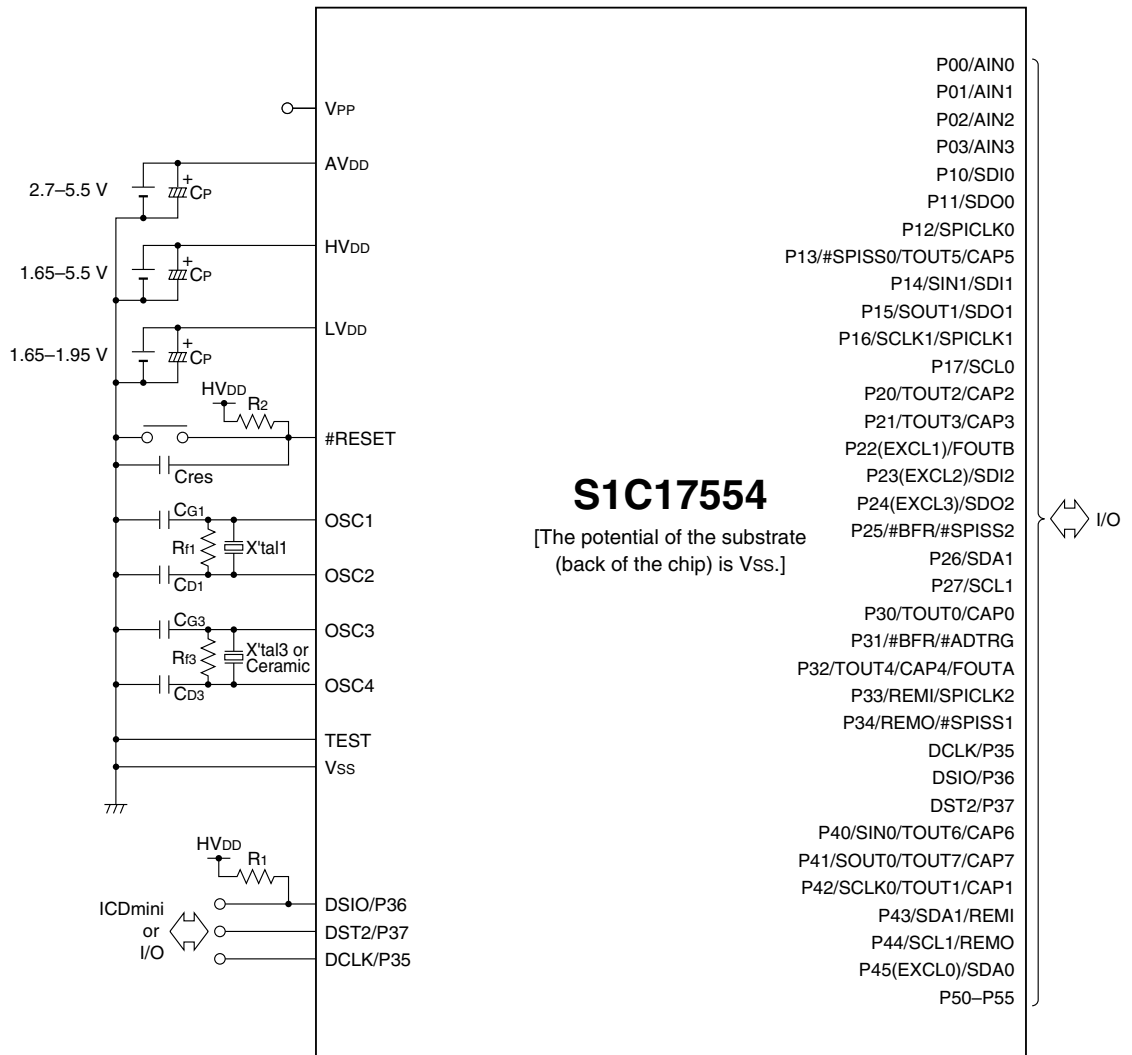 VPP
AVDD
2.7–5.5 V
+
CP
HVDD
1.65–5.5 V
+
CP
LVDD
1.65–1.95 V
+
CP
HVDD
R2
#RESET
Cres
CG1
OSC1
Rf1
X'tal1
CD1
OSC2
CG3
OSC3
Rf3
X'tal3 or
Ceramic
CD3
OSC4
TEST
VSS
HVDD
R1
ICDmini
or
I/O
DSIO/P36
DST2/P37
DCLK/P35
S1C17554
[The potential of the substrate
(back of the chip) is VSS.]
P00/AIN0
P01/AIN1
P02/AIN2
P03/AIN3
P10/SDI0
P11/SDO0
P12/SPICLK0
P13/#SPISS0/TOUT5/CAP5
P14/SIN1/SDI1
P15/SOUT1/SDO1
P16/SCLK1/SPICLK1
P17/SCL0
P20/TOUT2/CAP2
P21/TOUT3/CAP3
P22(EXCL1)/FOUTB
P23(EXCL2)/SDI2
P24(EXCL3)/SDO2
P25/#BFR/#SPISS2
P26/SDA1
P27/SCL1
P30/TOUT0/CAP0
P31/#BFR/#ADTRG
P32/TOUT4/CAP4/FOUTA
P33/REMI/SPICLK2
P34/REMO/#SPISS1
DCLK/P35
DSIO/P36
DST2/P37
P40/SIN0/TOUT6/CAP6
P41/SOUT0/TOUT7/CAP7
P42/SCLK0/TOUT1/CAP1
P43/SDA1/REMI
P44/SCL1/REMO
P45(EXCL0)/SDA0
P50–P55
I/O